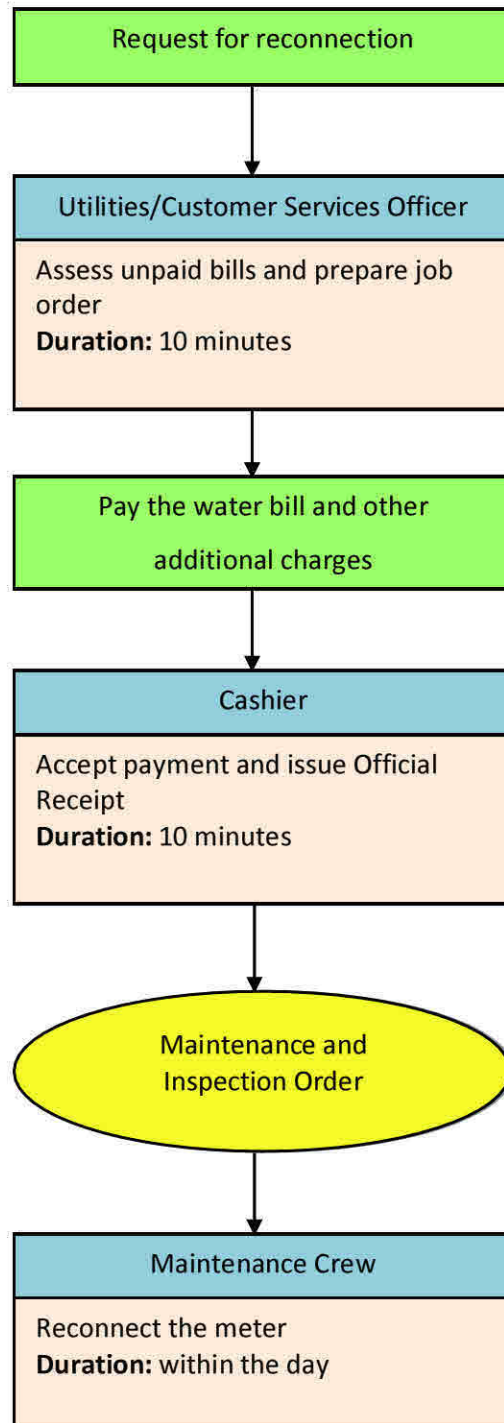 Request for reconnection
Utilities/Customer Services Officer
Assess unpaid bills and prepare job
order
Duration: 10 minutes
Pay the water bill and other
additional charges
Cashier
Accept payment and issue Official
Receipt
Duration: 10 minutes
Maintenance and
Inspection Order
Maintenance Crew
Reconnect the meter
Duration: within the day